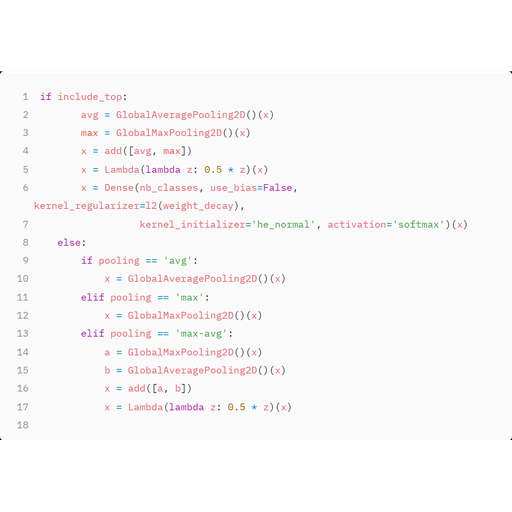 1 if include_top:
2 avg = GlobalAveragePooling2D()(x)
3 max = GlobalMaxPooling2D()(x)
4 x = add([avg, max])
5 x = Lambda(lambda z: 0.5 * z)(x)
6 x = Dense(nb_classes, use_bias=False,
kernel_regularizer=l2(weight_decay),
7 kernel_initializer='he_normal', activation='softmax')(x)
8 else:
9 if pooling == 'avg':
10 x = GlobalAveragePooling2D()(x)
11 elif pooling == 'max':
12 x = GlobalMaxPooling2D()(x)
13 elif pooling == 'max-avg':
14 a = GlobalMaxPooling2D()(x)
15 b = GlobalAveragePooling2D()(x)
16 x = add([a, b])
17 x = Lambda(lambda z: 0.5 * z)(x)
18